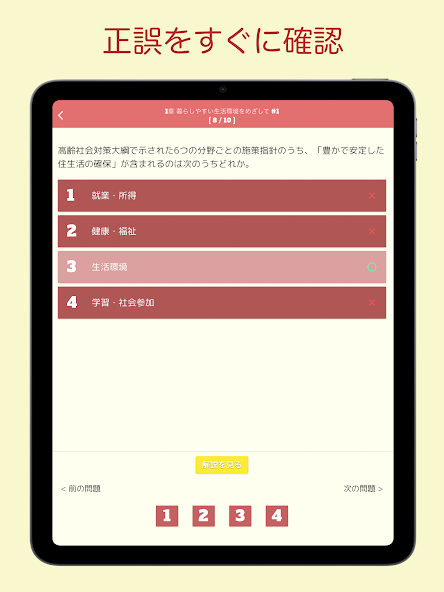 正誤をすぐに確認
1章 暮らしやすい生活環境をめざして #1
[ 8 / 10 ]
高齢社会対策大綱で示された6つの分野ごとの施策指針のうち、「豊かで安定した
住生活の確保」が含まれるのは次のうちどれか。
1 就業・所得
2 健康・福祉
3 生活環境
4 学習・社会参加
解説を見る
< 前の問題 次の問題 >
1 2 3 4